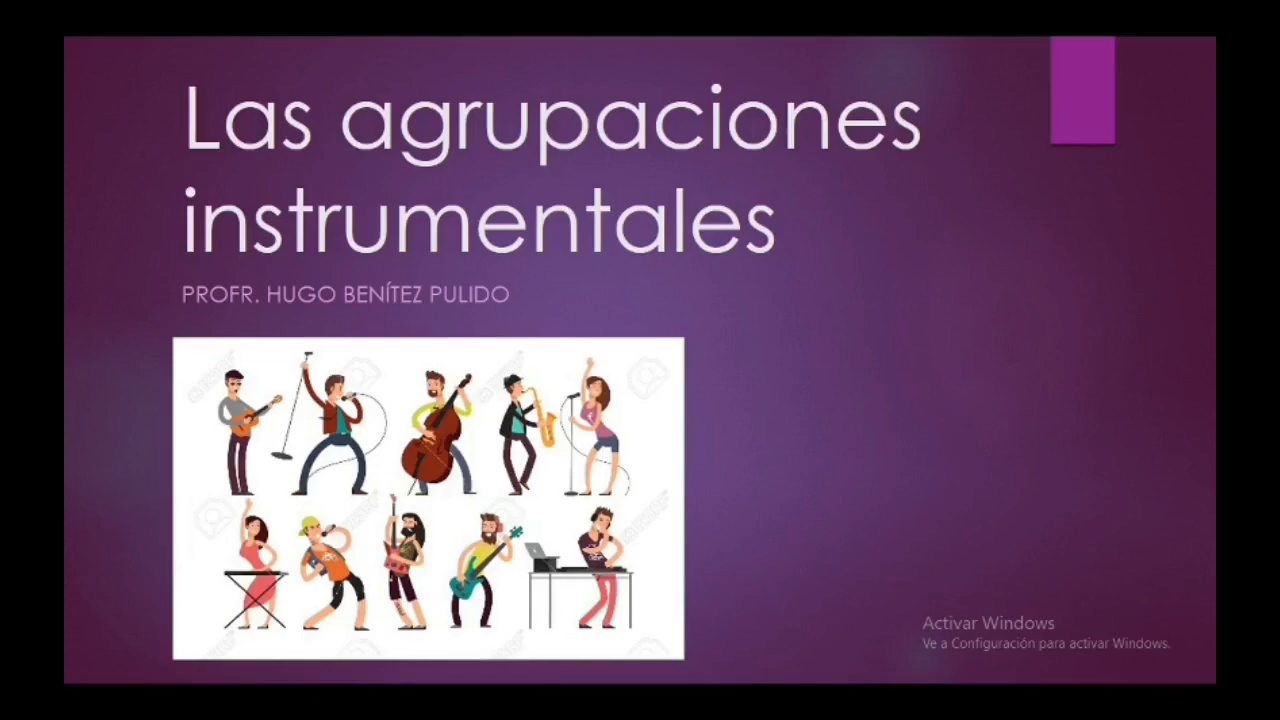 Las agrupaciones
instrumentales
PROFR. HUGO BENÍTEZ PULIDO
Activar Windows
Ve a Configuración para activar Windows.